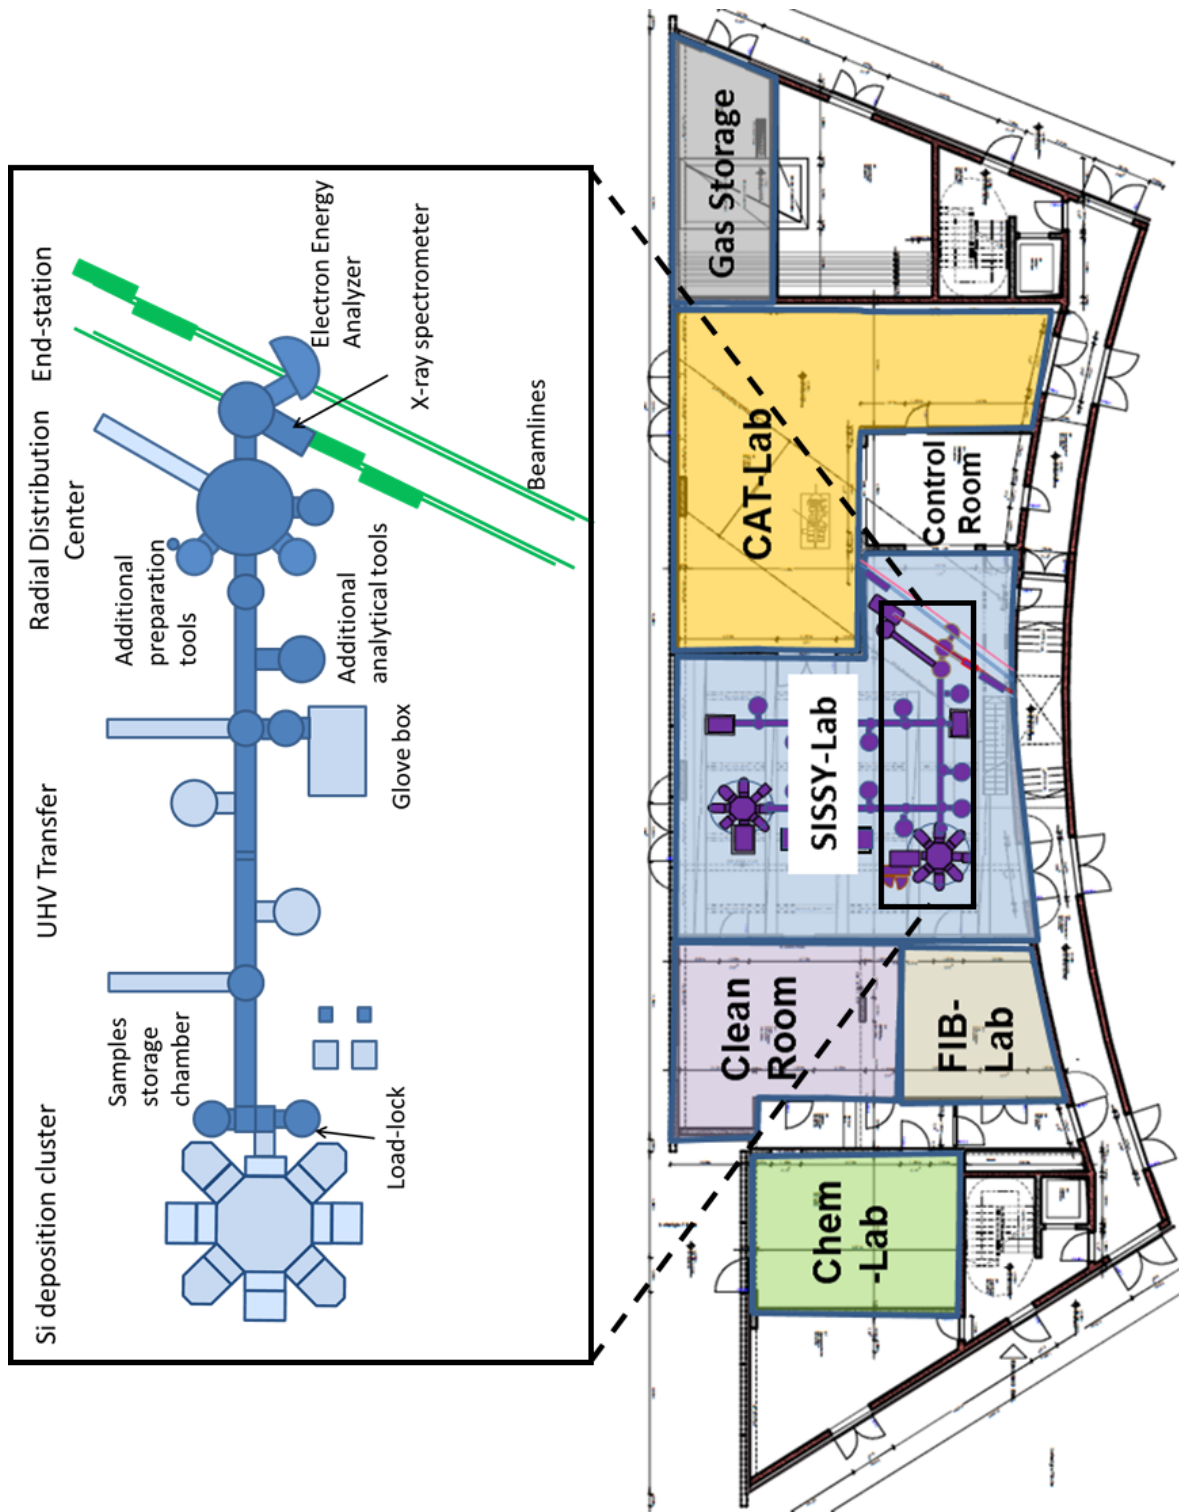 Si deposition cluster
UHV Transfer
Radial Distribution
Center
End-station
Samples
storage
chamber
Additional
preparation
tools
Electron Energy
Analyzer
X-ray spectrometer
Load-lock
Glove box
Additional
analytical tools
Beamlines
Gas Storage
CAT-Lab
Control
Room
SISSY-Lab
Clean
Room
FIB-
Lab
Chem
-Lab